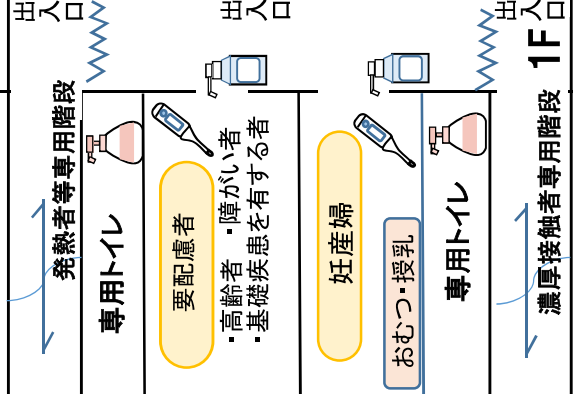 出入口
発熱者等専用階段
専用トイレ
要配慮者
・高齢者　・障がい者
・基礎疾患を有する者
出入口
妊産婦
おむつ・授乳
専用トイレ
出入口
1F
濃厚接触者専用階段